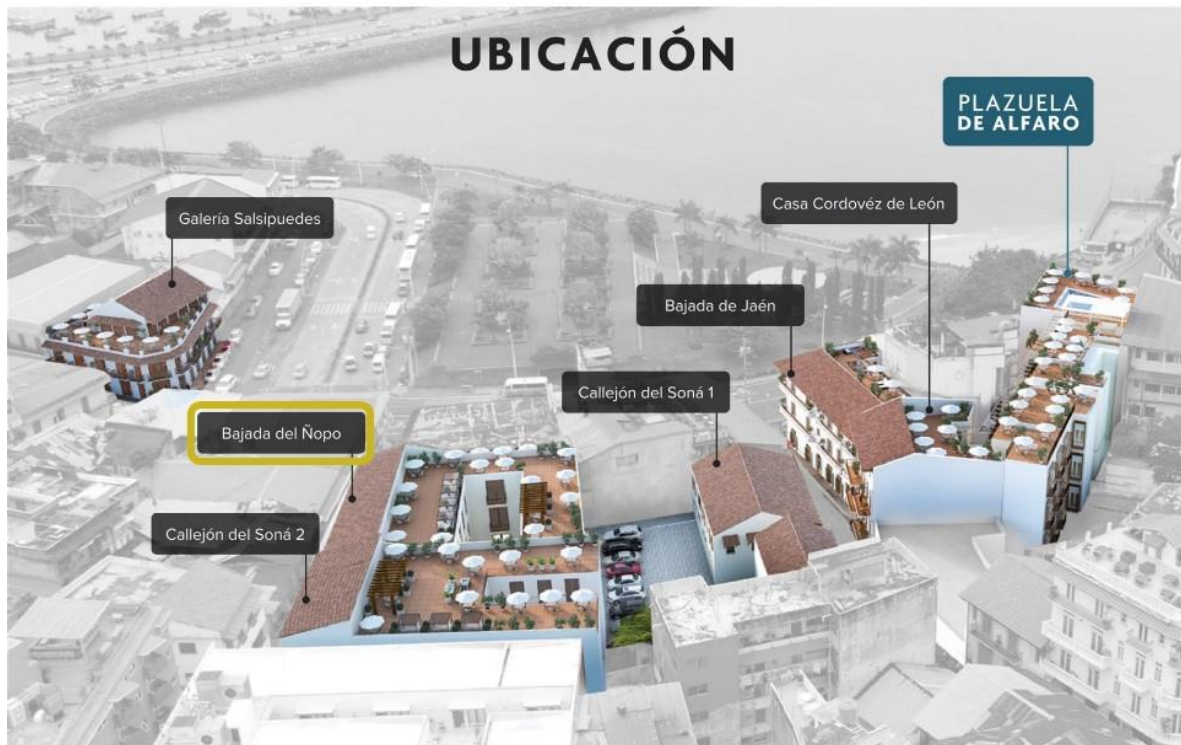 UBICACIÓN
PLAZUELA
DE ALFARO
Casa Cordovéz de León
Galería Salsipuedes
Bajada de Jaén
Callejón del Soná 1
Bajada del Ñopo
Callejón del Soná 2